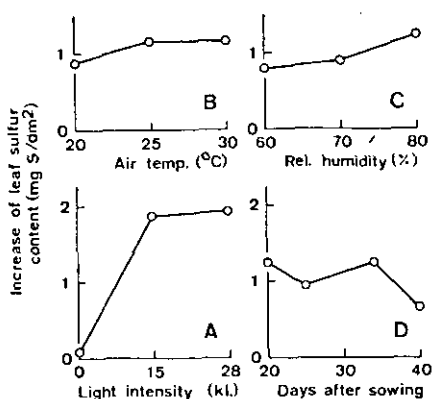 Increase of leaf sulfur
content (mg S/dm²)
1
0
B
20 25 30
Air temp. (°C)
1
0
C
60 70 80
Rel. humidity (%)
2
1
0
A
0 15 28
Light intensity (kl.)
2
1
0
D
20 30 40
Days after sowing